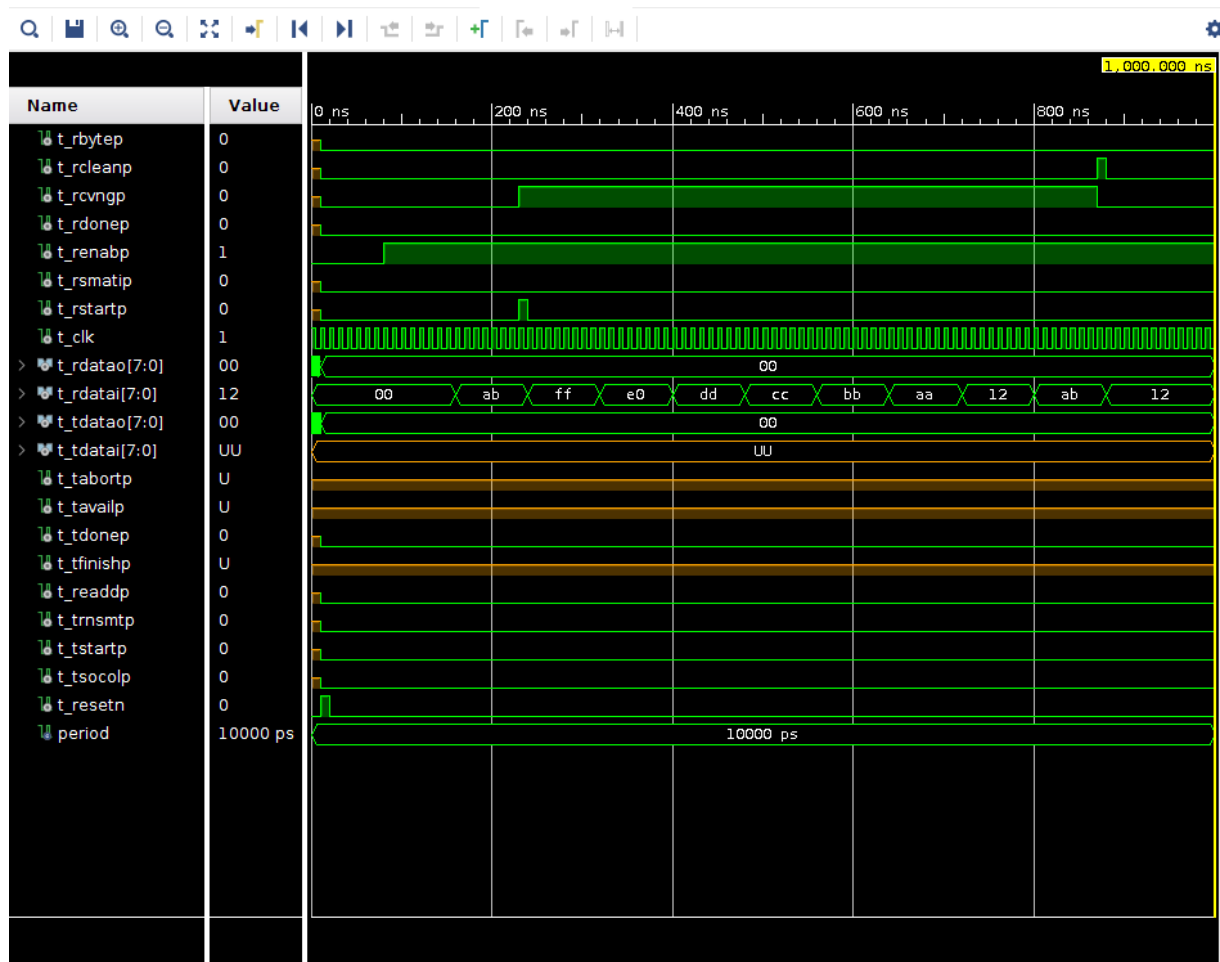 1,000.000 ns
Name Value 0 ns 200 ns 400 ns 600 ns 800 ns
t_rbytep 0
t_rcleanp 0
t_rcvngp 0
t_rdonep 0
t_renabp 1
t_rsmatip 0
t_rstartp 0
t_clk 1
t_rdatao[7:0] 00 00
t_rdatai[7:0] 12 00 ab ff e0 dd cc bb aa 12 ab 12
t_tdatao[7:0] 00 00
t_tdatai[7:0] UU UU
t_tabortp U
t_tavailp U
t_tdonep 0
t_tfinishp U
t_readdp 0
t_trnsmtp 0
t_tstartp 0
t_tsocolp 0
t_resetn 0
period 10000 ps 10000 ps